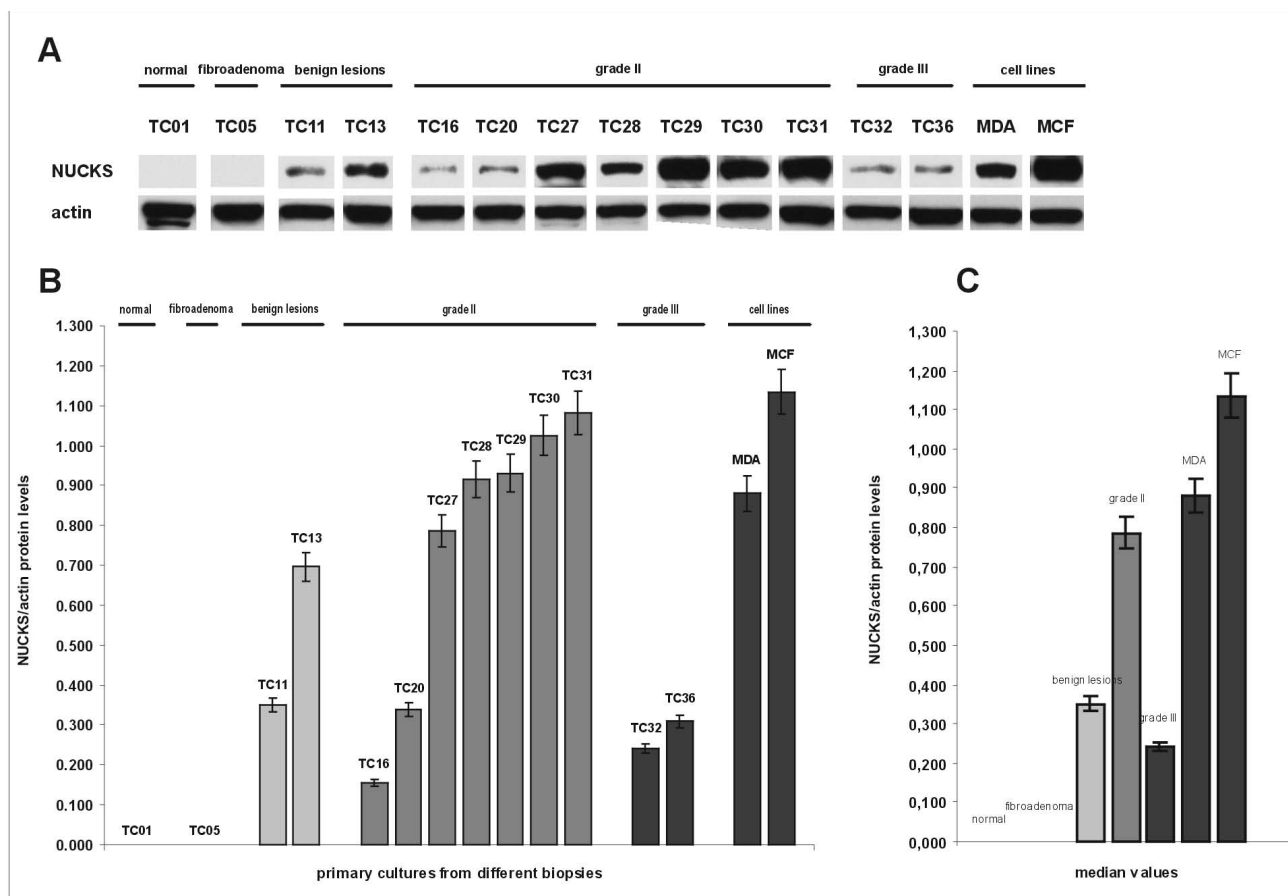 A
normal fibroadenoma benign lesions grade II grade III cell lines
TC01 TC05 TC11 TC13 TC16 TC20 TC27 TC28 TC29 TC30 TC31 TC32 TC36 MDA MCF
NUCKS
actin
B
normal fibroadenoma benign lesions grade II grade III cell lines
NUCKS/actin protein levels
1.300
1.200
1.100
1.000
0.900
0.800
0.700
0.600
0.500
0.400
0.300
0.200
0.100
0.000
TC01
TC05
TC11
TC13
TC16
TC20
TC27
TC28
TC29
TC30
TC31
TC32
TC36
MDA
MCF
primary cultures from different biopsies
C
NUCKS/actin protein levels
1,300
1,200
1,100
1,000
0,900
0,800
0,700
0,600
0,50
0,400
0,300
0,200
0,100
0,000
normal
fibroadenoma
benign lesions
grade II
grade III
MDA
MCF
median values